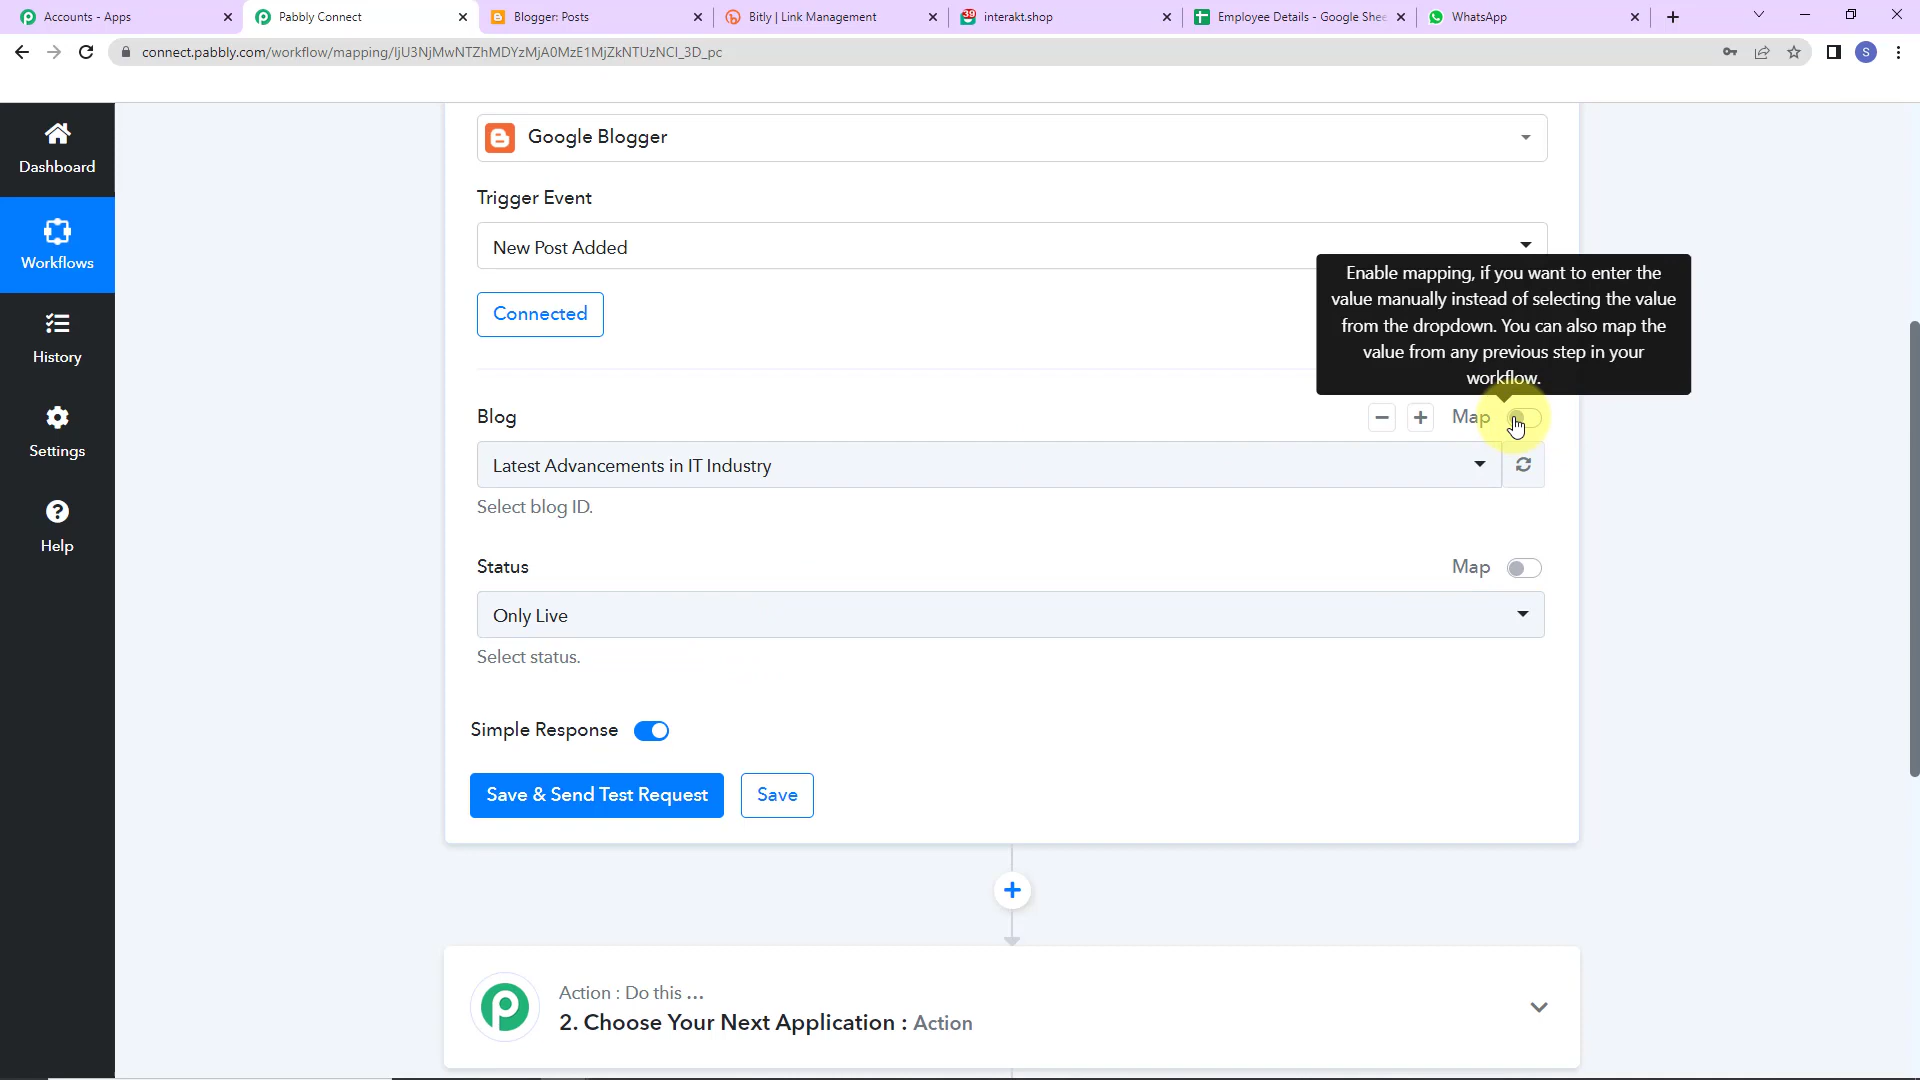 Accounts - Apps
Pabbly Connect
Blogger: Posts
Bitly | Link Management
39
interakt.shop
Employee Details - Google Shee
WhatsApp
connect.pabbly.com/workflow/mapping/
S
Dashboard
Workflows
History
Settings
Help
Google Blogger
Trigger Event
New Post Added
Connected
Enable mapping, if you want to enter the
value manually instead of selecting the value
from the dropdown. You can also map the
value from any previous step in your
workflow.
Blog
Map
Latest Advancements in IT Industry
Select blog ID.
Status
Map
Only Live
Select status.
Simple Response
Save & Send Test Request
Save
Action : Do this ...
2. Choose Your Next Application : Action